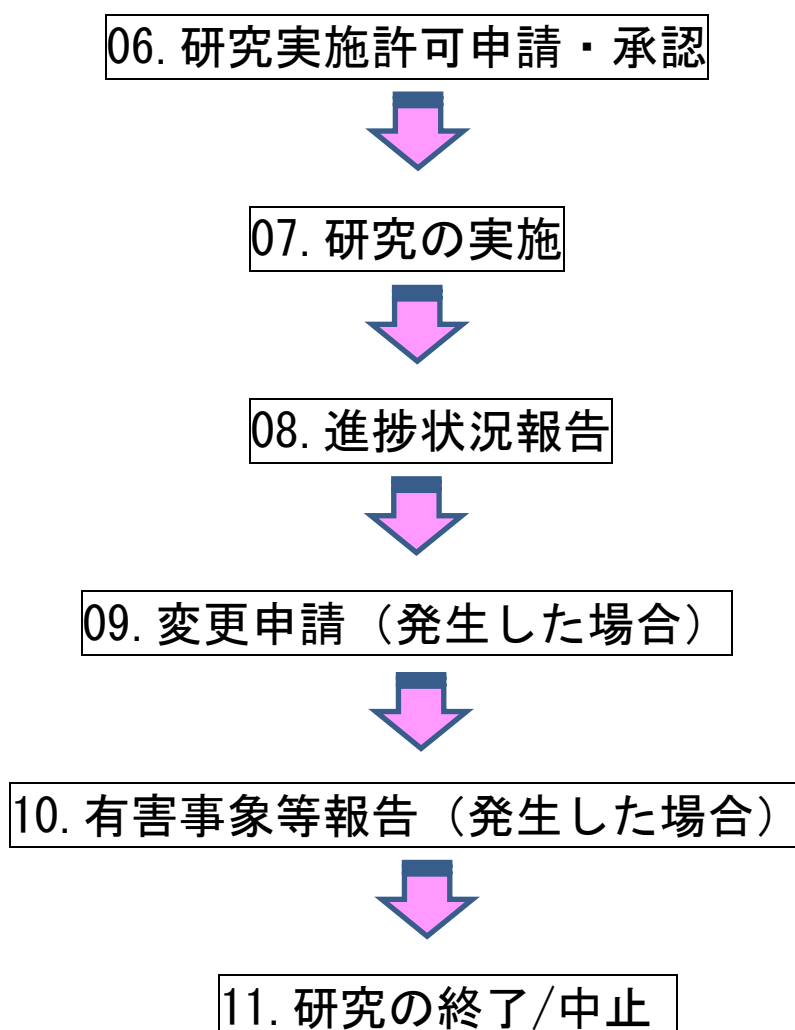 06. 研究実施許可申請・承認
07. 研究の実施
08. 進捗状況報告
09. 変更申請（発生した場合）
10. 有害事象等報告（発生した場合）
11. 研究の終了/中止